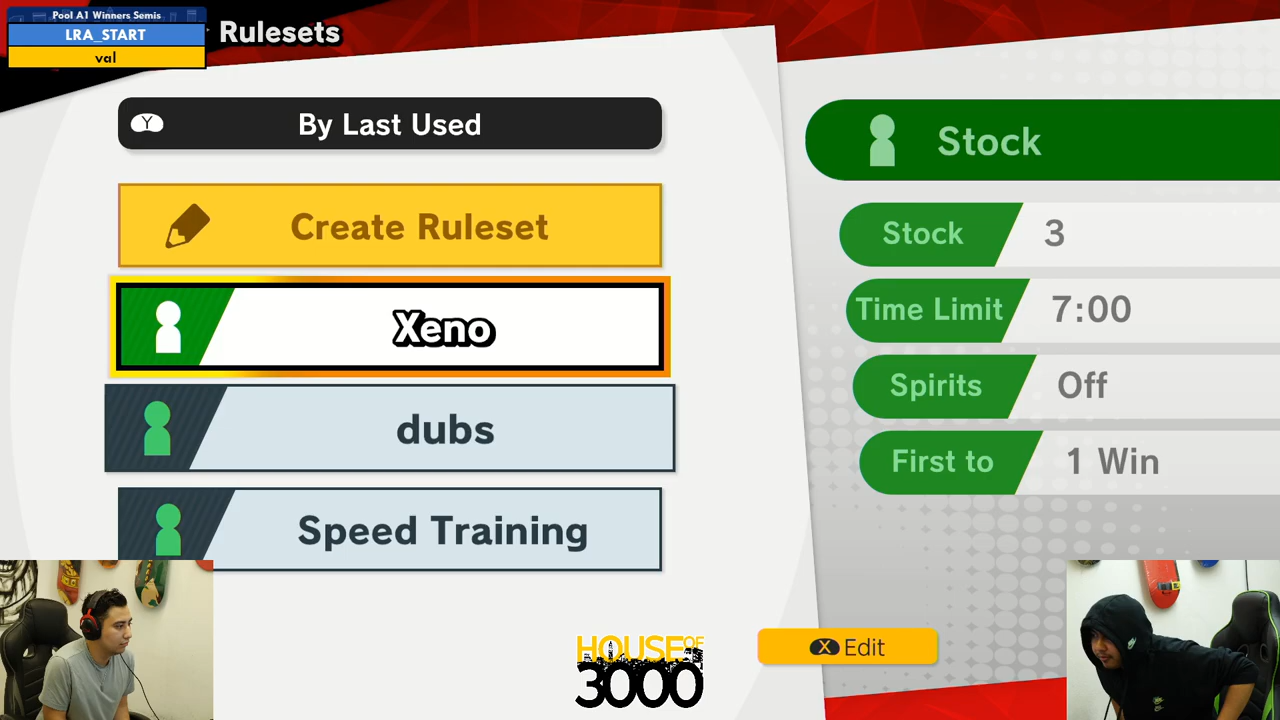 Pool A1 Winners Semis
LRA_START
val
Rulesets
Y
By Last Used
Create Ruleset
Xeno
dubs
Speed Training
Stock
Stock 3
Time Limit 7:00
Spirits Off
First to 1 Win
X Edit
HOUSE OF
3000